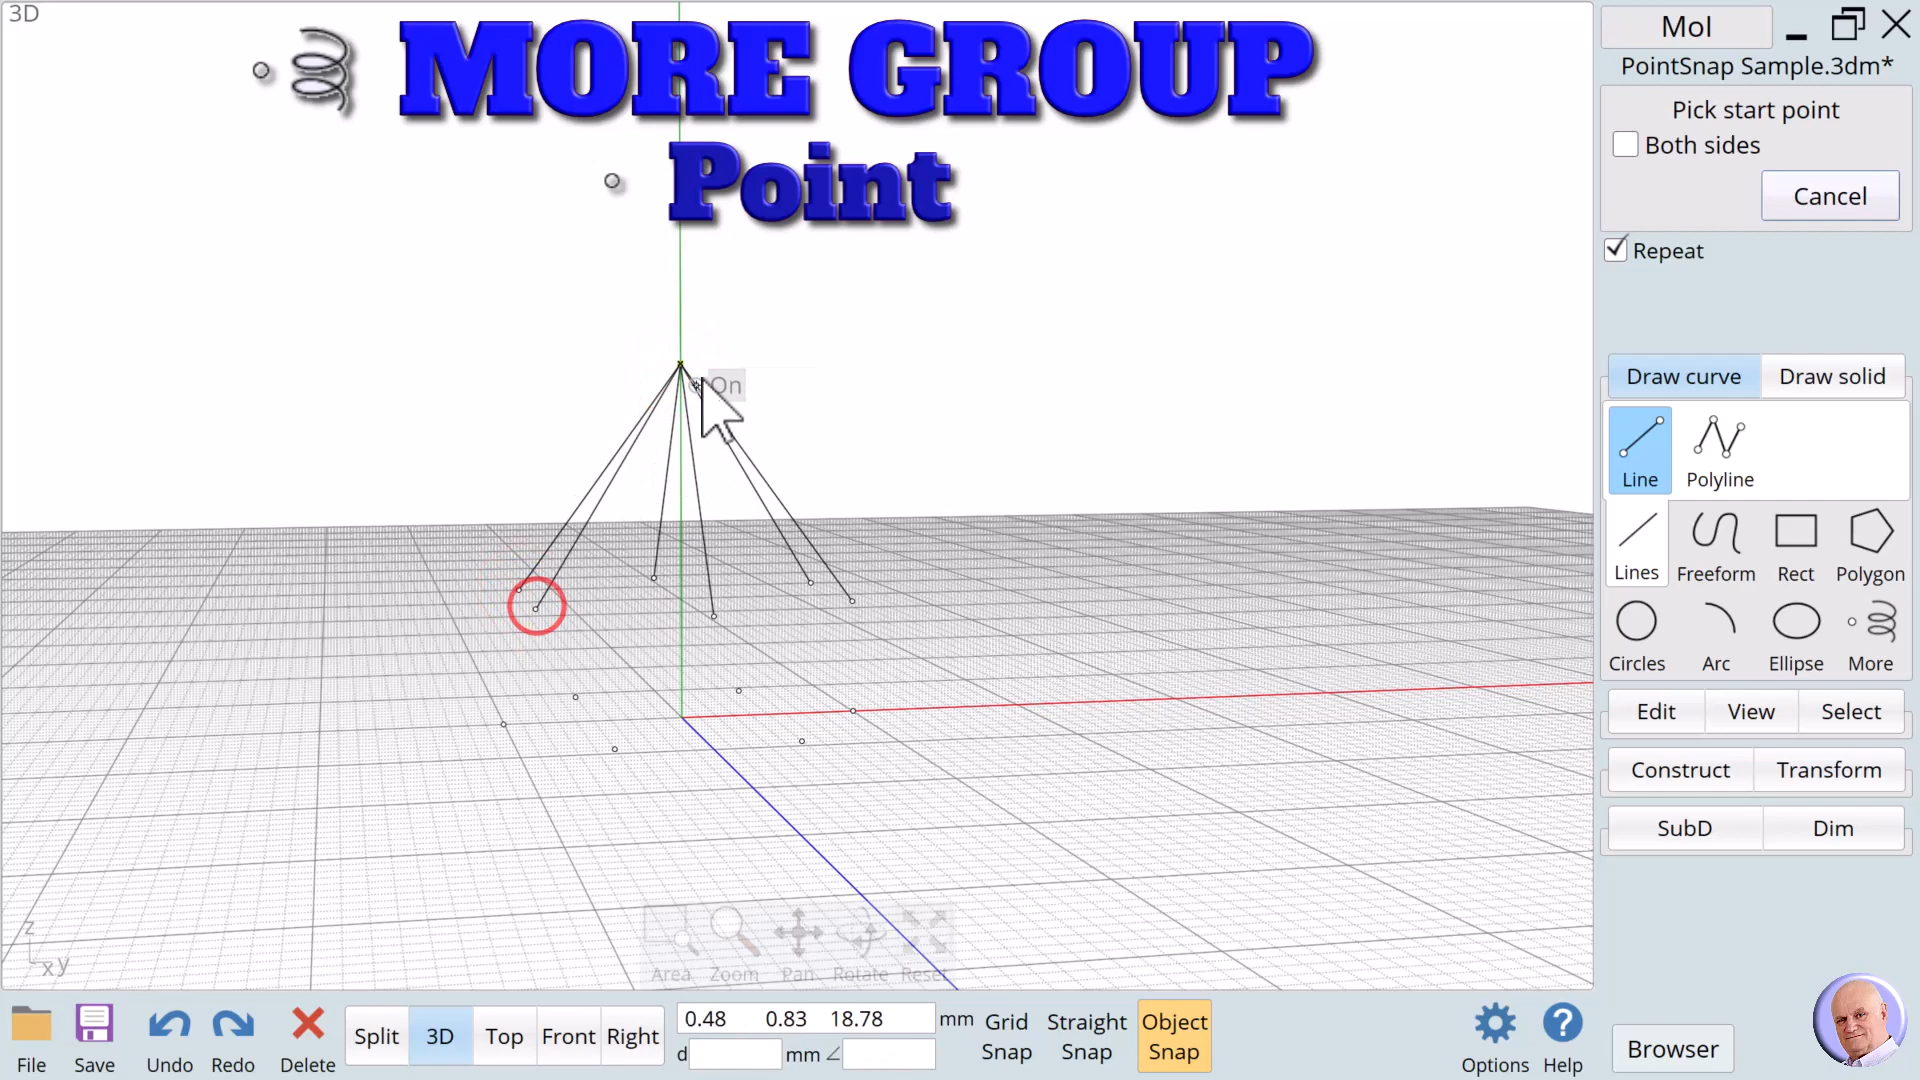 3D
MORE GROUP
Point
On
z
x y
Area Zoom Pan Rotate Reset
MoI
PointSnap Sample.3dm*
Pick start point
Both sides
Cancel
Repeat
Draw curve Draw solid
Line Polyline
Lines Freeform Rect Polygon
Circles Arc Ellipse More
Edit View Select
Construct Transform
SubD Dim
File Save Undo Redo Delete
Split 3D Top Front Right
0.48 0.83 18.78 mm
d mm ∠
Grid Snap
Straight Snap
Object Snap
Options Help
Browser